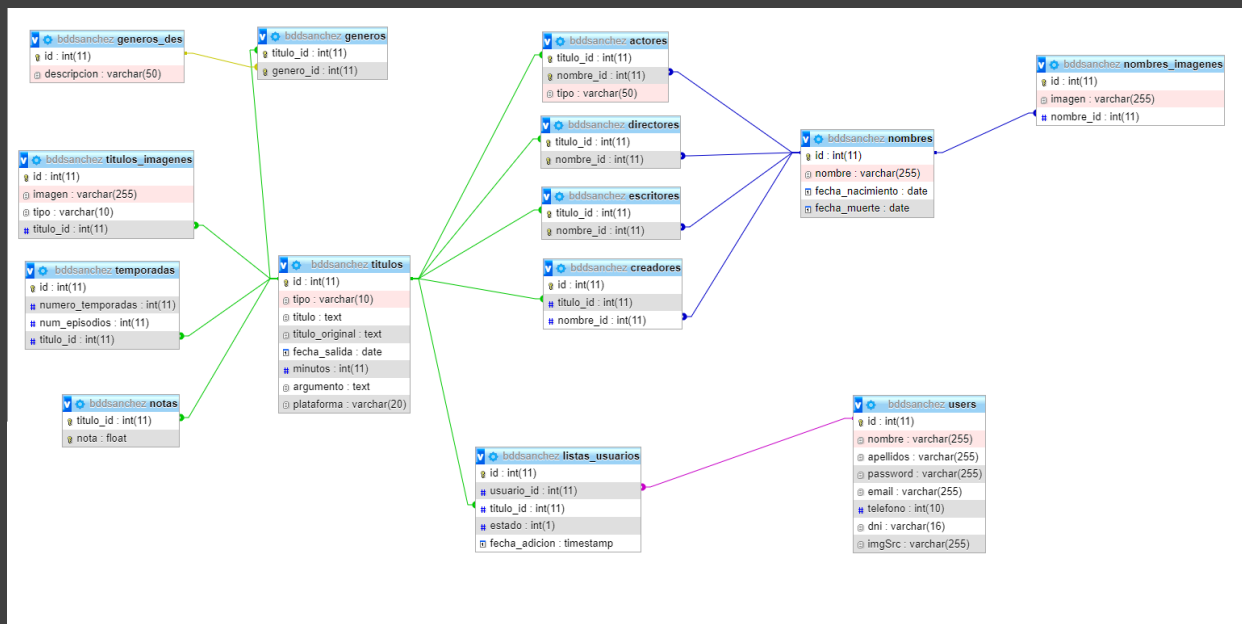 bddsanchez generos_des
id : int(11)
descripcion : varchar(50)
bddsanchez generos
titulo_id : int(11)
genero_id : int(11)
bddsanchez actores
titulo_id : int(11)
nombre_id : int(11)
tipo : varchar(50)
bddsanchez nombres_imagenes
id : int(11)
imagen : varchar(255)
nombre_id : int(11)
bddsanchez directores
titulo_id : int(11)
nombre_id : int(11)
bddsanchez nombres
id : int(11)
nombre : varchar(255)
fecha_nacimiento : date
fecha_muerte : date
bddsanchez titulos_imagenes
id : int(11)
imagen : varchar(255)
tipo : varchar(10)
titulo_id : int(11)
bddsanchez escritores
titulo_id : int(11)
nombre_id : int(11)
bddsanchez temporadas
id : int(11)
numero_temporadas : int(11)
num_episodios : int(11)
titulo_id : int(11)
bddsanchez titulos
id : int(11)
tipo : varchar(10)
titulo : text
titulo_original : text
fecha_salida : date
minutos : int(11)
argumento : text
plataforma : varchar(20)
bddsanchez creadores
id : int(11)
titulo_id : int(11)
nombre_id : int(11)
bddsanchez notas
titulo_id : int(11)
nota : float
bddsanchez listas_usuarios
id : int(11)
usuario_id : int(11)
titulo_id : int(11)
estado : int(1)
fecha_adicion : timestamp
bddsanchez users
id : int(11)
nombre : varchar(255)
apellidos : varchar(255)
password : varchar(255)
email : varchar(255)
telefono : int(10)
dni : varchar(16)
imgSrc : varchar(255)